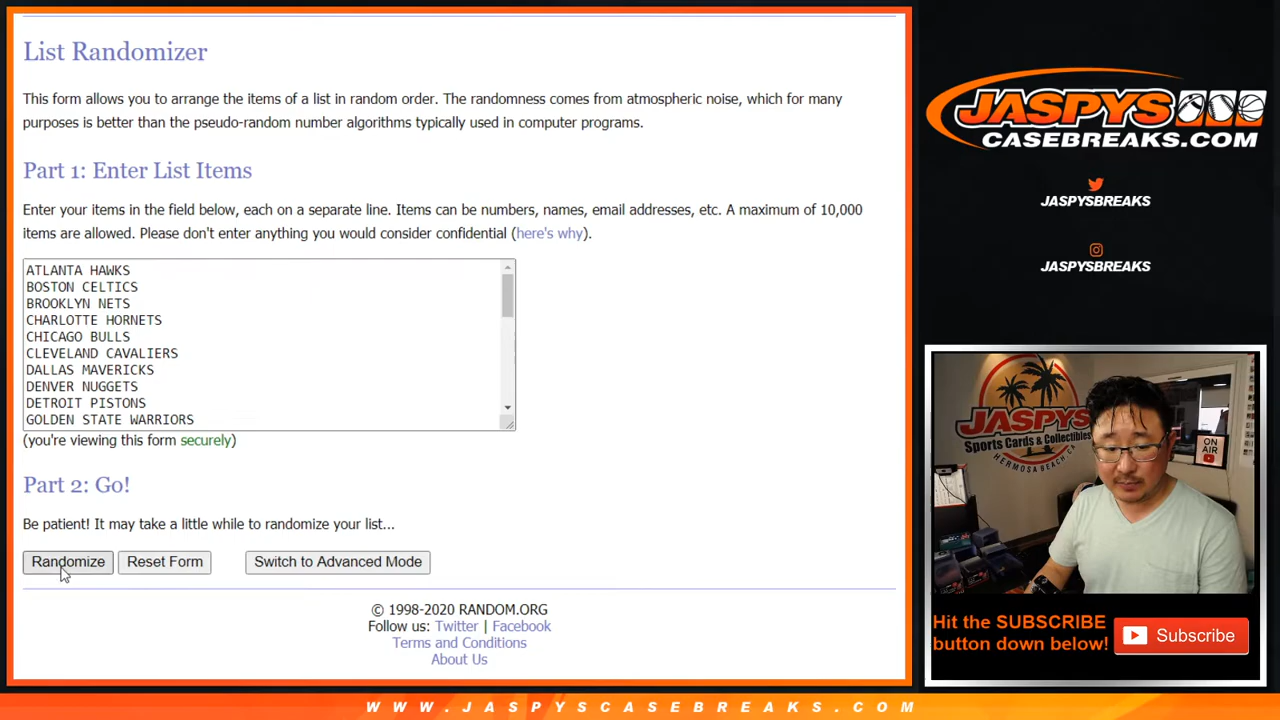 List Randomizer
This form allows you to arrange the items of a list in random order. The randomness comes from atmospheric noise, which for many
purposes is better than the pseudo-random number algorithms typically used in computer programs.
Part 1: Enter List Items
Enter your items in the field below, each on a separate line. Items can be numbers, names, email addresses, etc. A maximum of 10,000
items are allowed. Please don't enter anything you would consider confidential (here's why).
ATLANTA HAWKS
BOSTON CELTICS
BROOKLYN NETS
CHARLOTTE HORNETS
CHICAGO BULLS
CLEVELAND CAVALIERS
DALLAS MAVERICKS
DENVER NUGGETS
DETROIT PISTONS
GOLDEN STATE WARRIORS
(you're viewing this form securely)
Part 2: Go!
Be patient! It may take a little while to randomize your list...
Randomize Reset Form Switch to Advanced Mode
© 1998-2020 RANDOM.ORG
Follow us: Twitter | Facebook
Terms and Conditions
About Us
JASPYS
CASEBREAKS.COM
JASPYSBREAKS
JASPYSBREAKS
JASPYS
Sports Cards & Collectibles
HERMOSA BEACH, CA
ON
AIR
Hit the SUBSCRIBE
button down below!
Subscribe
WWW.JASPYSCASEBREAKS.COM